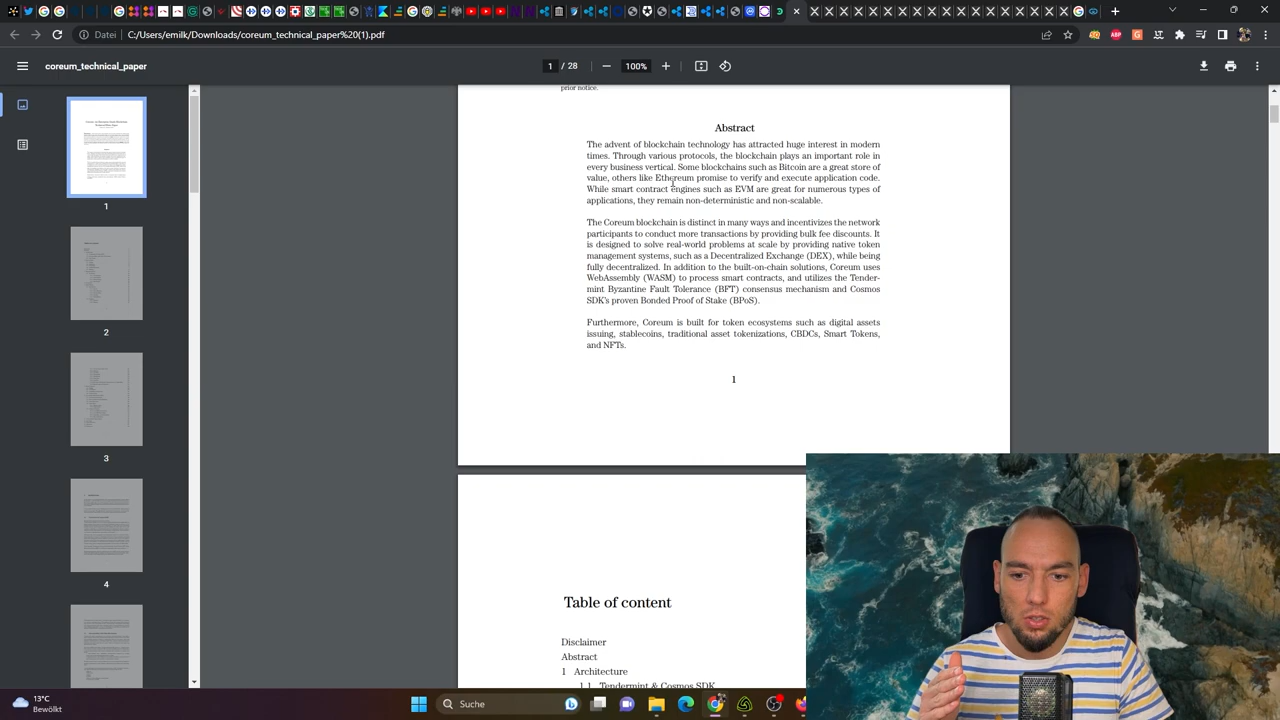 Datei
C:/Users/emilk/Downloads/coreum_technical_paper%20(1).pdf
ABP
coreum_technical_paper
1 / 28
100%
prior notice.
Abstract
The advent of blockchain technology has attracted huge interest in modern
times. Through various protocols, the blockchain plays an important role in
every business vertical. Some blockchains such as Bitcoin are a great store of
value, others like Ethereum promise to verify and execute application code.
While smart contract engines such as EVM are great for numerous types of
applications, they remain non-deterministic and non-scalable.
The Coreum blockchain is distinct in many ways and incentivizes the network
participants to conduct more transactions by providing bulk fee discounts. It
is designed to solve real-world problems at scale by providing native token
management systems, such as a Decentralized Exchange (DEX), while being
fully decentralized. In addition to the built-on-chain solutions, Coreum uses
WebAssembly (WASM) to process smart contracts, and utilizes the Tender-
mint Byzantine Fault Tolerance (BFT) consensus mechanism and Cosmos
SDK's proven Bonded Proof of Stake (BPoS).
Furthermore, Coreum is built for token ecosystems such as digital assets
issuing, stablecoins, traditional asset tokenizations, CBDCs, Smart Tokens,
and NFTs.
1
Table of content
Disclaimer
Abstract
1 Architecture
1.1 Tendermint & Cosmos SDK
1
2
3
4
13°C
Bewölkt
Suche